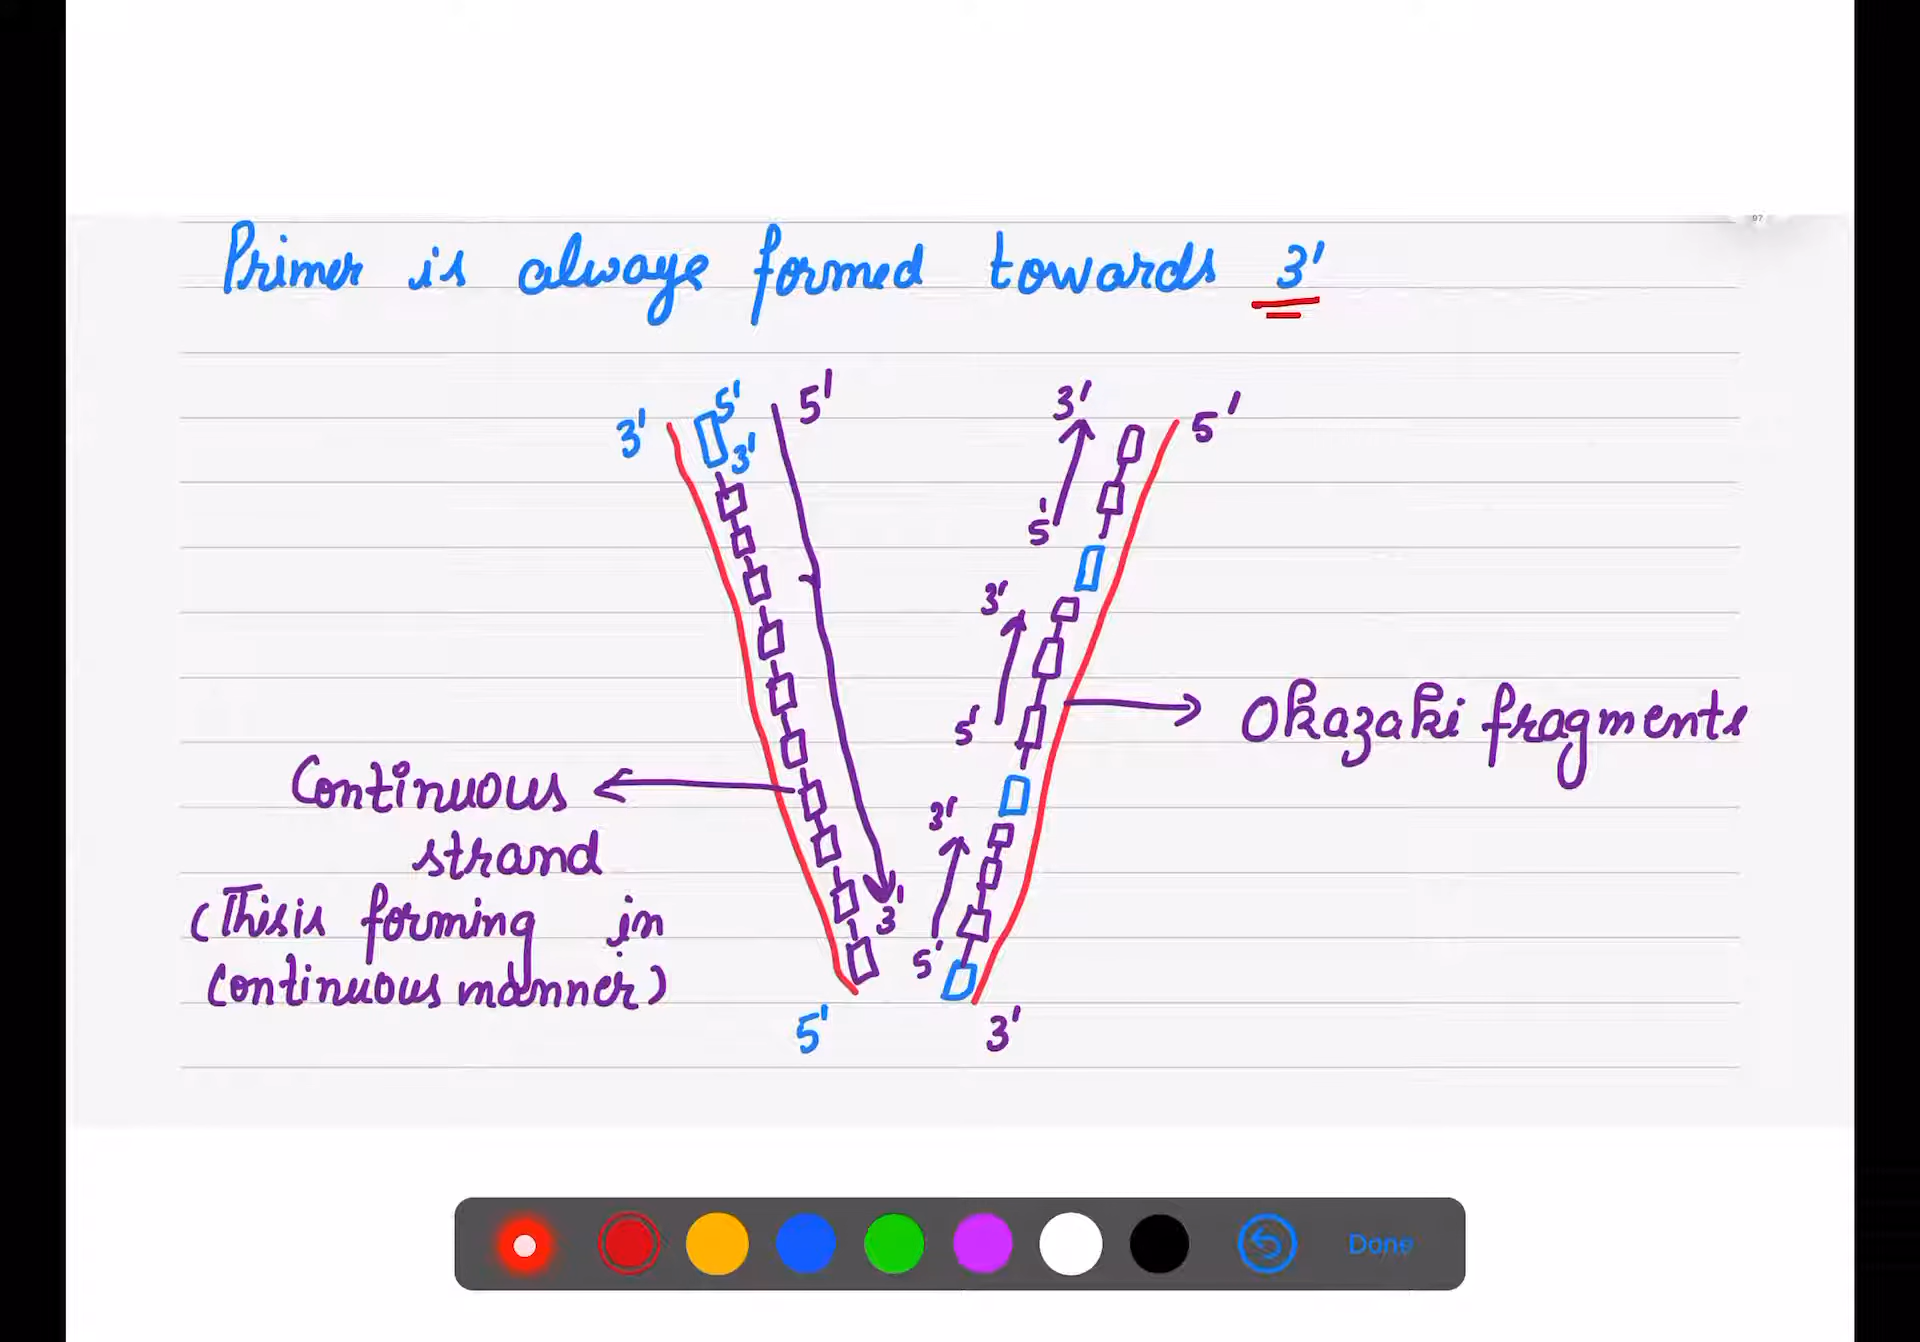 Primer is always formed towards 3'
3' 5' 5' 3' 5'
3'
5'
3'
5'
Okazaki fragments
Continuous
strand
3'
(This is forming in
3'
5'
continuous manner)
5' 3'
Done